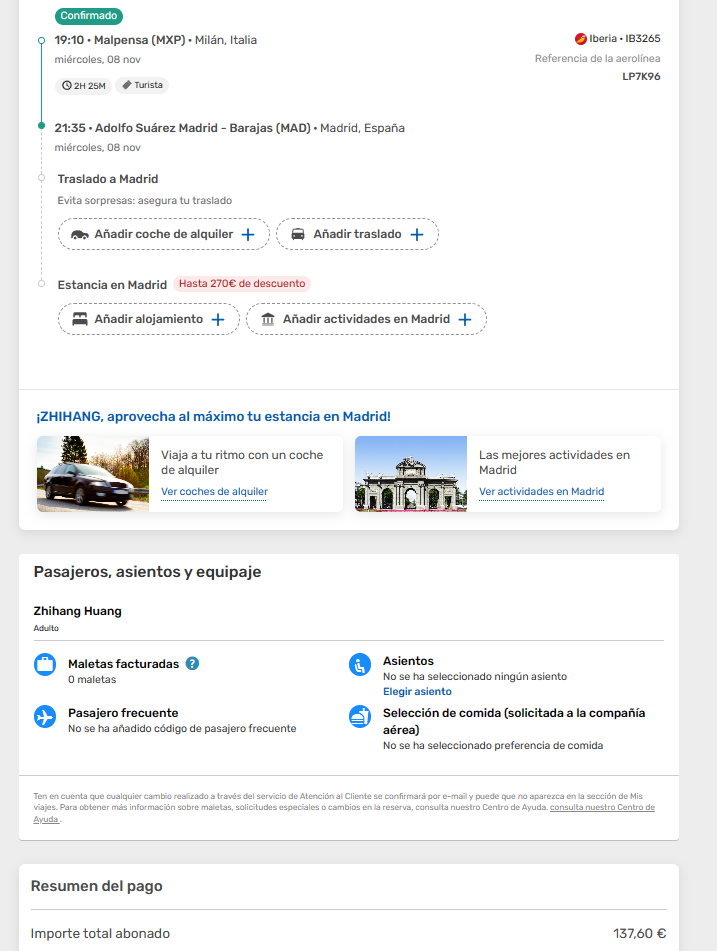 Confirmado
19:10 • Malpensa (MXP) • Milán, Italia
Iberia • IB3265
miércoles, 08 nov
Referencia de la aerolínea
LP7K96
2H 25M
Turista
21:35 • Adolfo Suárez Madrid - Barajas (MAD) • Madrid, España
miércoles, 08 nov
Traslado a Madrid
Evita sorpresas: asegura tu traslado
Añadir coche de alquiler +
Añadir traslado +
Estancia en Madrid
Hasta 270€ de descuento
Añadir alojamiento +
Añadir actividades en Madrid +
¡ZHIHANG, aprovecha al máximo tu estancia en Madrid!
Viaja a tu ritmo con un coche
de alquiler
Ver coches de alquiler
Las mejores actividades en
Madrid
Ver actividades en Madrid
Pasajeros, asientos y equipaje
Zhihang Huang
Adulto
Maletas facturadas ?
0 maletas
Asientos
No se ha seleccionado ningún asiento
Elegir asiento
Pasajero frecuente
No se ha añadido código de pasajero frecuente
Selección de comida (solicitada a la compañía
aérea)
No se ha seleccionado preferencia de comida
Ten en cuenta que cualquier cambio realizado a través del servicio de Atención al Cliente se confirmará por e-mail y puede que no aparezca en la sección de Mis
viajes. Para obtener más información sobre maletas, solicitudes especiales o cambios en la reserva, consulta nuestro Centro de Ayuda. consulta nuestro Centro de
Ayuda .
Resumen del pago
Importe total abonado
137,60 €